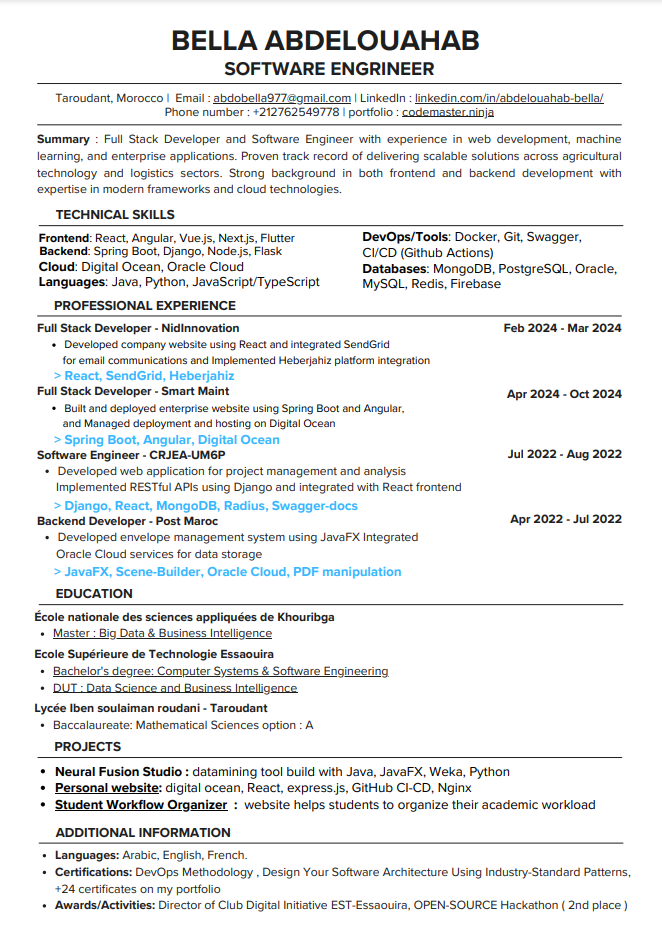 BELLA ABDELOUAHAB
SOFTWARE ENGRINEER
Taroudant, Morocco | Email : abdobella977@gmail.com | LinkedIn : linkedin.com/in/abdelouahab-bella/
Phone number : +212762549778 | portfolio : codemaster.ninja
Summary : Full Stack Developer and Software Engineer with experience in web development, machine
learning, and enterprise applications. Proven track record of delivering scalable solutions across agricultural
technology and logistics sectors. Strong background in both frontend and backend development with
expertise in modern frameworks and cloud technologies.
TECHNICAL SKILLS
Frontend: React, Angular, Vue.js, Next.js, Flutter
Backend: Spring Boot, Django, Node.js, Flask
Cloud: Digital Ocean, Oracle Cloud
Languages: Java, Python, JavaScript/TypeScript
DevOps/Tools: Docker, Git, Swagger,
CI/CD (Github Actions)
Databases: MongoDB, PostgreSQL, Oracle,
MySQL, Redis, Firebase
PROFESSIONAL EXPERIENCE
Full Stack Developer - NidInnovation Feb 2024 - Mar 2024
• Developed company website using React and integrated SendGrid
for email communications and Implemented Heberjahiz platform integration
> React, SendGrid, Heberjahiz
Full Stack Developer - Smart Maint Apr 2024 - Oct 2024
• Built and deployed enterprise website using Spring Boot and Angular,
and Managed deployment and hosting on Digital Ocean
> Spring Boot, Angular, Digital Ocean
Software Engineer - CRJEA-UM6P Jul 2022 - Aug 2022
• Developed web application for project management and analysis
Implemented RESTful APIs using Django and integrated with React frontend
> Django, React, MongoDB, Radius, Swagger-docs
Backend Developer - Post Maroc Apr 2022 - Jul 2022
• Developed envelope management system using JavaFX Integrated
Oracle Cloud services for data storage
> JavaFX, Scene-Builder, Oracle Cloud, PDF manipulation
EDUCATION
École nationale des sciences appliquées de Khouribga
• Master : Big Data & Business Intelligence
Ecole Supérieure de Technologie Essaouira
• Bachelor's degree: Computer Systems & Software Engineering
• DUT : Data Science and Business Intelligence
Lycée Iben soulaiman roudani - Taroudant
• Baccalaureate: Mathematical Sciences option : A
PROJECTS
• Neural Fusion Studio : datamining tool build with Java, JavaFX, Weka, Python
• Personal website: digital ocean, React, express.js, GitHub CI-CD, Nginx
• Student Workflow Organizer : website helps students to organize their academic workload
ADDITIONAL INFORMATION
• Languages: Arabic, English, French.
• Certifications: DevOps Methodology , Design Your Software Architecture Using Industry-Standard Patterns,
+24 certificates on my portfolio
• Awards/Activities: Director of Club Digital Initiative EST-Essaouira, OPEN-SOURCE Hackathon ( 2nd place )